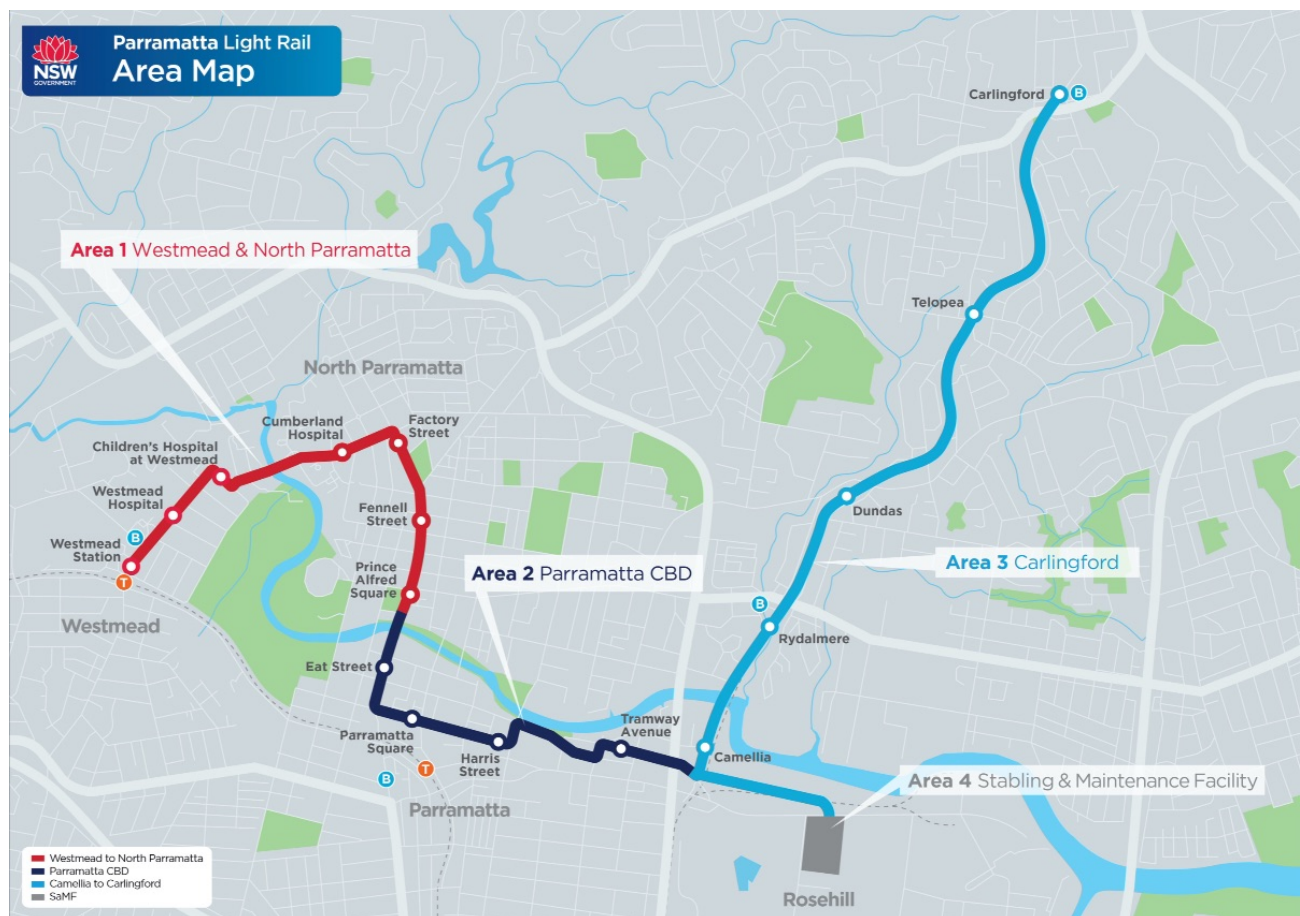 NSW
GOVERNMENT
Parramatta Light Rail
Area Map
Carlingford
B
Area 1 Westmead & North Parramatta
Telopea
North Parramatta
Cumberland
Hospital
Factory
Street
Children's Hospital
at Westmead
Westmead
Hospital
Dundas
Fennell
Street
B
Westmead
Station
T
Prince
Alfred
Square
Area 2 Parramatta CBD
Area 3 Carlingford
B
Westmead
Rydalmere
Eat Street
Parramatta
Square
Harris
Street
Tramway
Avenue
Camellia
T
B
Area 4 Stabling & Maintenance Facility
Parramatta
Westmead to North Parramatta
Parramatta CBD
Camellia to Carlingford
SaMF
Rosehill